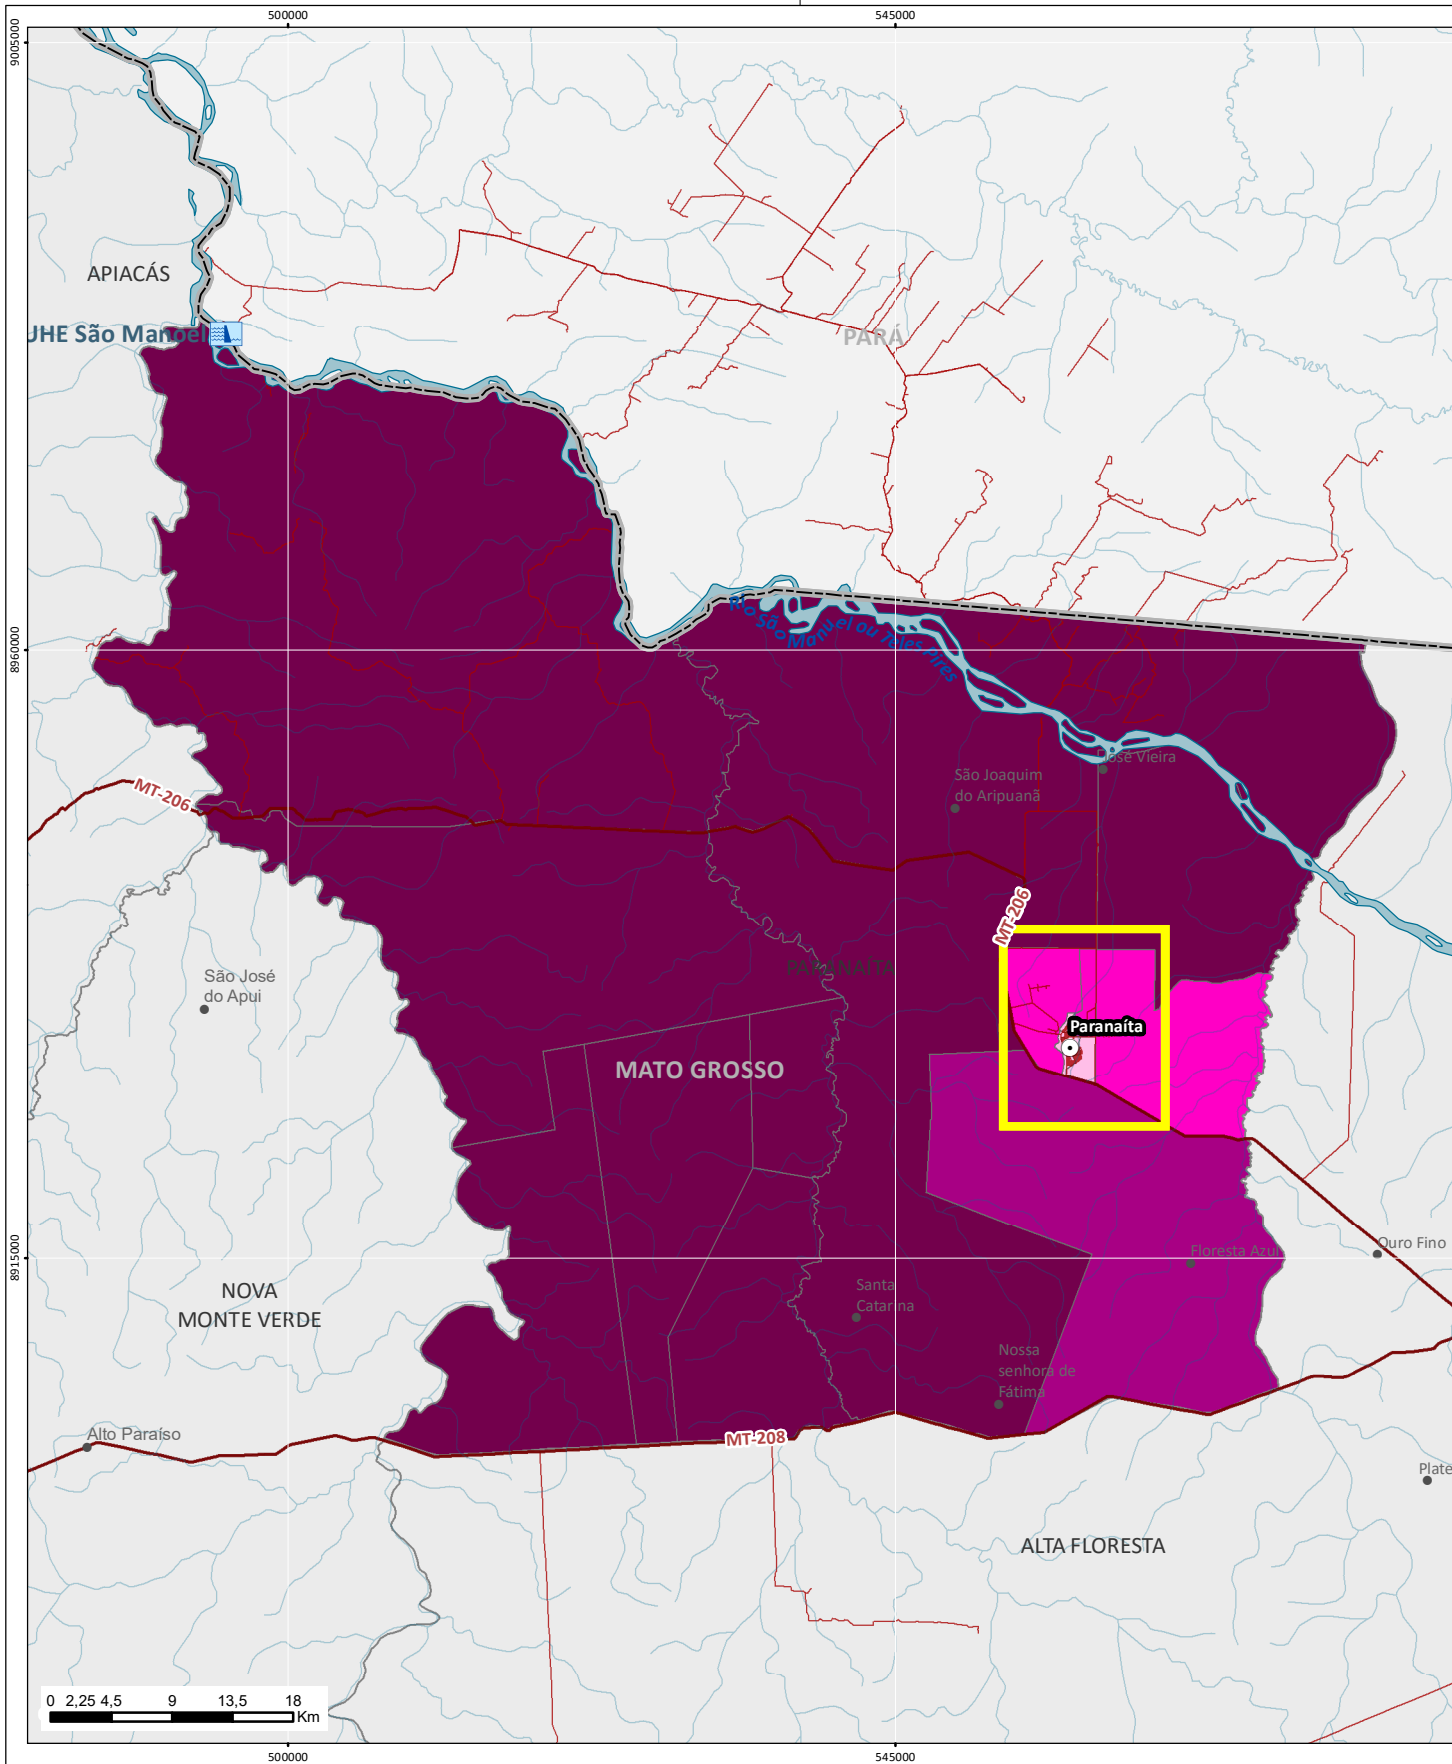 500000
545000
9005000
APIACÁS
UHE São Manoel
PARÁ
Rio São Manuel ou Teles Pires
8960000
José Vieira
São Joaquim
do Aripuanã
MT-206
MT-206
PARANAÍTA
São José
do Apui
Paranaíta
MATO GROSSO
8915000
Ouro Fino
Floresta Azul
NOVA
MONTE VERDE
Santa
Catarina
Nossa
senhora de
Fátima
Alto Paraíso
MT-208
Plate
ALTA FLORESTA
0 2,25 4,5 9 13,5 18
Km
500000
545000